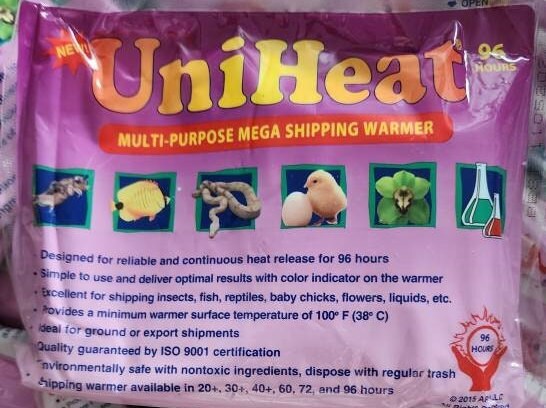 OPEN
NEW!
UniHeat®
96
HOURS
MULTI-PURPOSE MEGA SHIPPING WARMER
Designed for reliable and continuous heat release for 96 hours
• Simple to use and deliver optimal results with color indicator on the warmer
• Excellent for shipping insects, fish, reptiles, baby chicks, flowers, liquids, etc.
• Provides a minimum warmer surface temperature of 100° F (38° C)
• Ideal for ground or export shipments
Quality guaranteed by ISO 9001 certification
nvironmentally safe with nontoxic ingredients, dispose with regular trash
• Shipping warmer available in 20+, 30+, 40+, 60, 72, and 96 hours
96
HOURS
© 2015